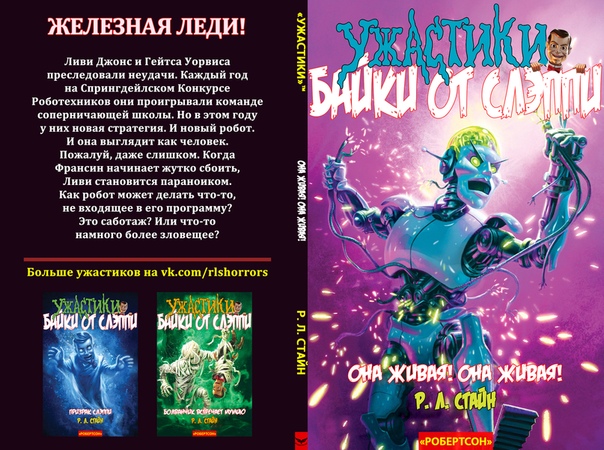 ЖЕЛЕЗНАЯ ЛЕДИ!
Ливи Джонс и Гейтса Уорвиса
преследовали неудачи. Каждый год
на Спрингдейлском Конкурсе
Роботехников они проигрывали команде
соперничающей школы. Но в этом году
у них новая стратегия. И новый робот.
И она выглядит как человек.
Пожалуй, даже слишком. Когда
Франсин начинает жутко сбоить,
Ливи становится параноиком.
Как робот может делать что-то,
не входящее в его программу?
Это саботаж? Или что-то
намного более зловещее?
Больше ужастиков на vk.com/rlshorrors
УЖАСТИКИ
БАЙКИ ОТ СЛЭППИ
ПРИЗРАК СЛЭППИ
Р. Л. СТАЙН
«РОБЕРТСОН»
УЖАСТИКИ
БАЙКИ ОТ СЛЭППИ
БОЛВАНЧИК ВСТРЕЧАЕТ МУМИЮ
Р. Л. СТАЙН
«РОБЕРТСОН»
«УЖАСТИКИ»™
ОНА ЖИВАЯ! ОНА ЖИВАЯ!
Р. Л. СТАЙН
УЖАСТИКИ
БАЙКИ ОТ СЛЭППИ
ОНА ЖИВАЯ! ОНА ЖИВАЯ!
Р. Л. СТАЙН
«РОБЕРТСОН»